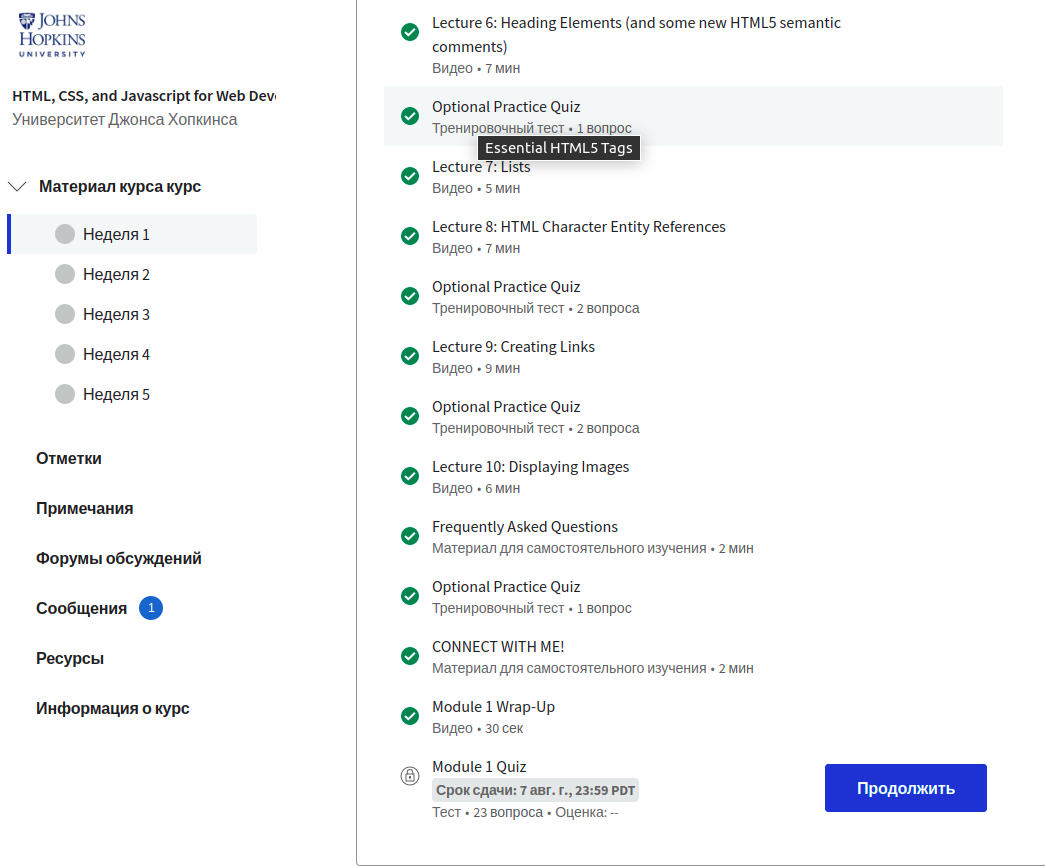 JOHNS
HOPKINS
UNIVERSITY
HTML, CSS, and Javascript for Web Dev
Университет Джонса Хопкинса
Материал курса курс
Неделя 1
Неделя 2
Неделя 3
Неделя 4
Неделя 5
Отметки
Примечания
Форумы обсуждений
Сообщения 1
Ресурсы
Информация о курс
Lecture 6: Heading Elements (and some new HTML5 semantic
comments)
Видео • 7 мин
Optional Practice Quiz
Тренировочный тест • 1 вопрос
Essential HTML5 Tags
Lecture 7: Lists
Видео • 5 мин
Lecture 8: HTML Character Entity References
Видео • 7 мин
Optional Practice Quiz
Тренировочный тест • 2 вопроса
Lecture 9: Creating Links
Видео • 9 мин
Optional Practice Quiz
Тренировочный тест • 2 вопроса
Lecture 10: Displaying Images
Видео • 6 мин
Frequently Asked Questions
Материал для самостоятельного изучения • 2 мин
Optional Practice Quiz
Тренировочный тест • 1 вопрос
CONNECT WITH ME!
Материал для самостоятельного изучения • 2 мин
Module 1 Wrap-Up
Видео • 30 сек
Module 1 Quiz
Срок сдачи: 7 авг. г., 23:59 PDT
Тест • 23 вопроса • Оценка: --
Продолжить